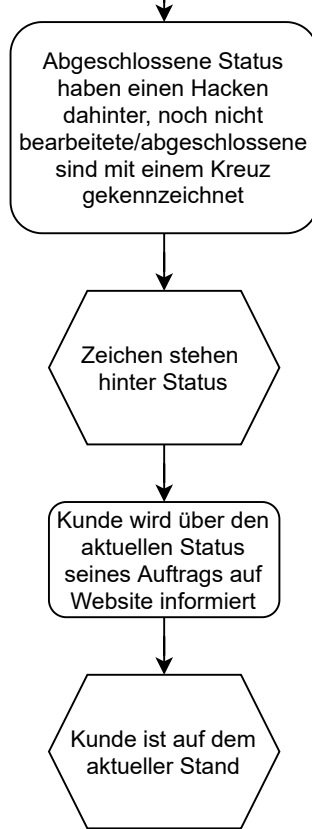 Abgeschlossene Status
haben einen Hacken
dahinter, noch nicht
bearbeitete/abgeschlossene
sind mit einem Kreuz
gekennzeichnet
Zeichen stehen
hinter Status
Kunde wird über den
aktuellen Status
seines Auftrags auf
Website informiert
Kunde ist auf dem
aktueller Stand